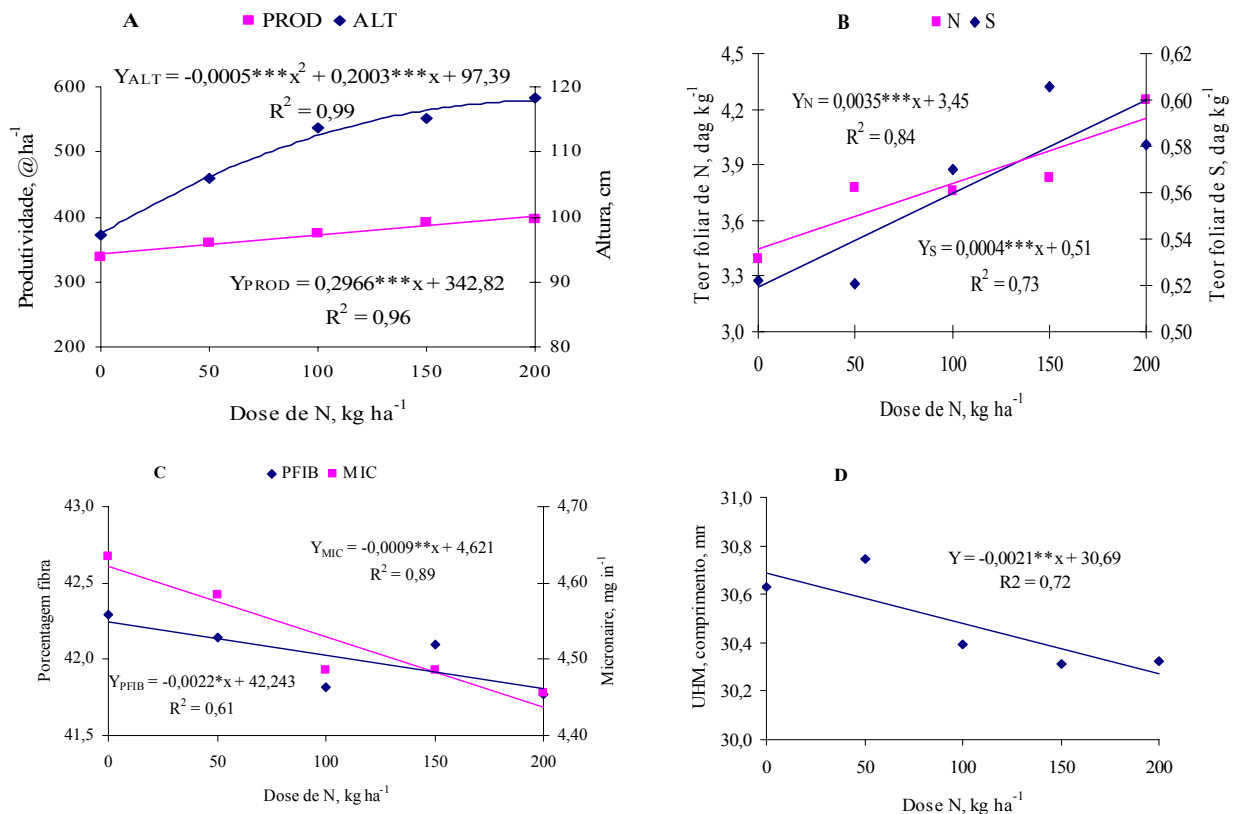 A
PROD ALT
Y_ALT = -0,0005***x² + 0,2003***x + 97,39
R² = 0,99
Y_PROD = 0,2966***x + 342,82
R² = 0,96
600
500
400
300
200
120
110
100
90
80
0 50 100 150 200
Produtividade, @ha⁻¹
Altura, cm
Dose de N, kg ha⁻¹
B
N S
Y_N = 0,0035***x + 3,45
R² = 0,84
Y_S = 0,0004***x + 0,51
R² = 0,73
4,5
4,2
3,9
3,6
3,3
3,0
0,62
0,60
0,58
0,56
0,54
0,52
0,50
0 50 100 150 200
Teor foliar de N, dag kg⁻¹
Teor foliar de S, dag kg⁻¹
Dose de N, kg ha⁻¹
C
PFIB MIC
Y_MIC = -0,0009**x + 4,621
R² = 0,89
Y_PFIB = -0,0022*x + 42,243
R² = 0,61
43,0
42,5
42,0
41,5
4,70
4,60
4,50
4,40
0 50 100 150 200
Porcentagem fibra
Micronaire, mg in⁻¹
Dose de N, kg ha⁻¹
D
Y = -0,0021**x + 30,69
R2 = 0,72
31,0
30,8
30,6
30,4
30,2
30,0
0 50 100 150 200
UHM, comprimento, mm
Dose N, kg ha⁻¹